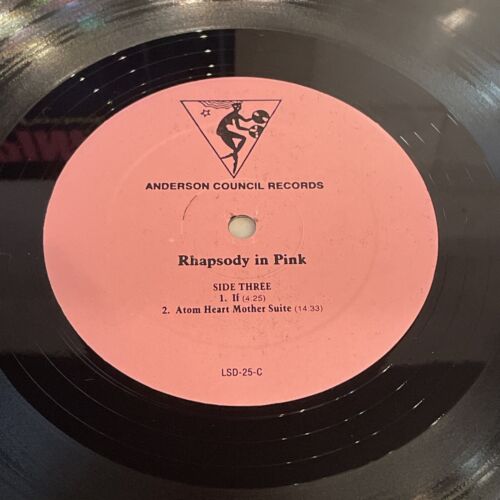 ANDERSON COUNCIL RECORDS
Rhapsody in Pink
SIDE THREE
1. If (4:25)
2. Atom Heart Mother Suite (14:33)
LSD-25-C